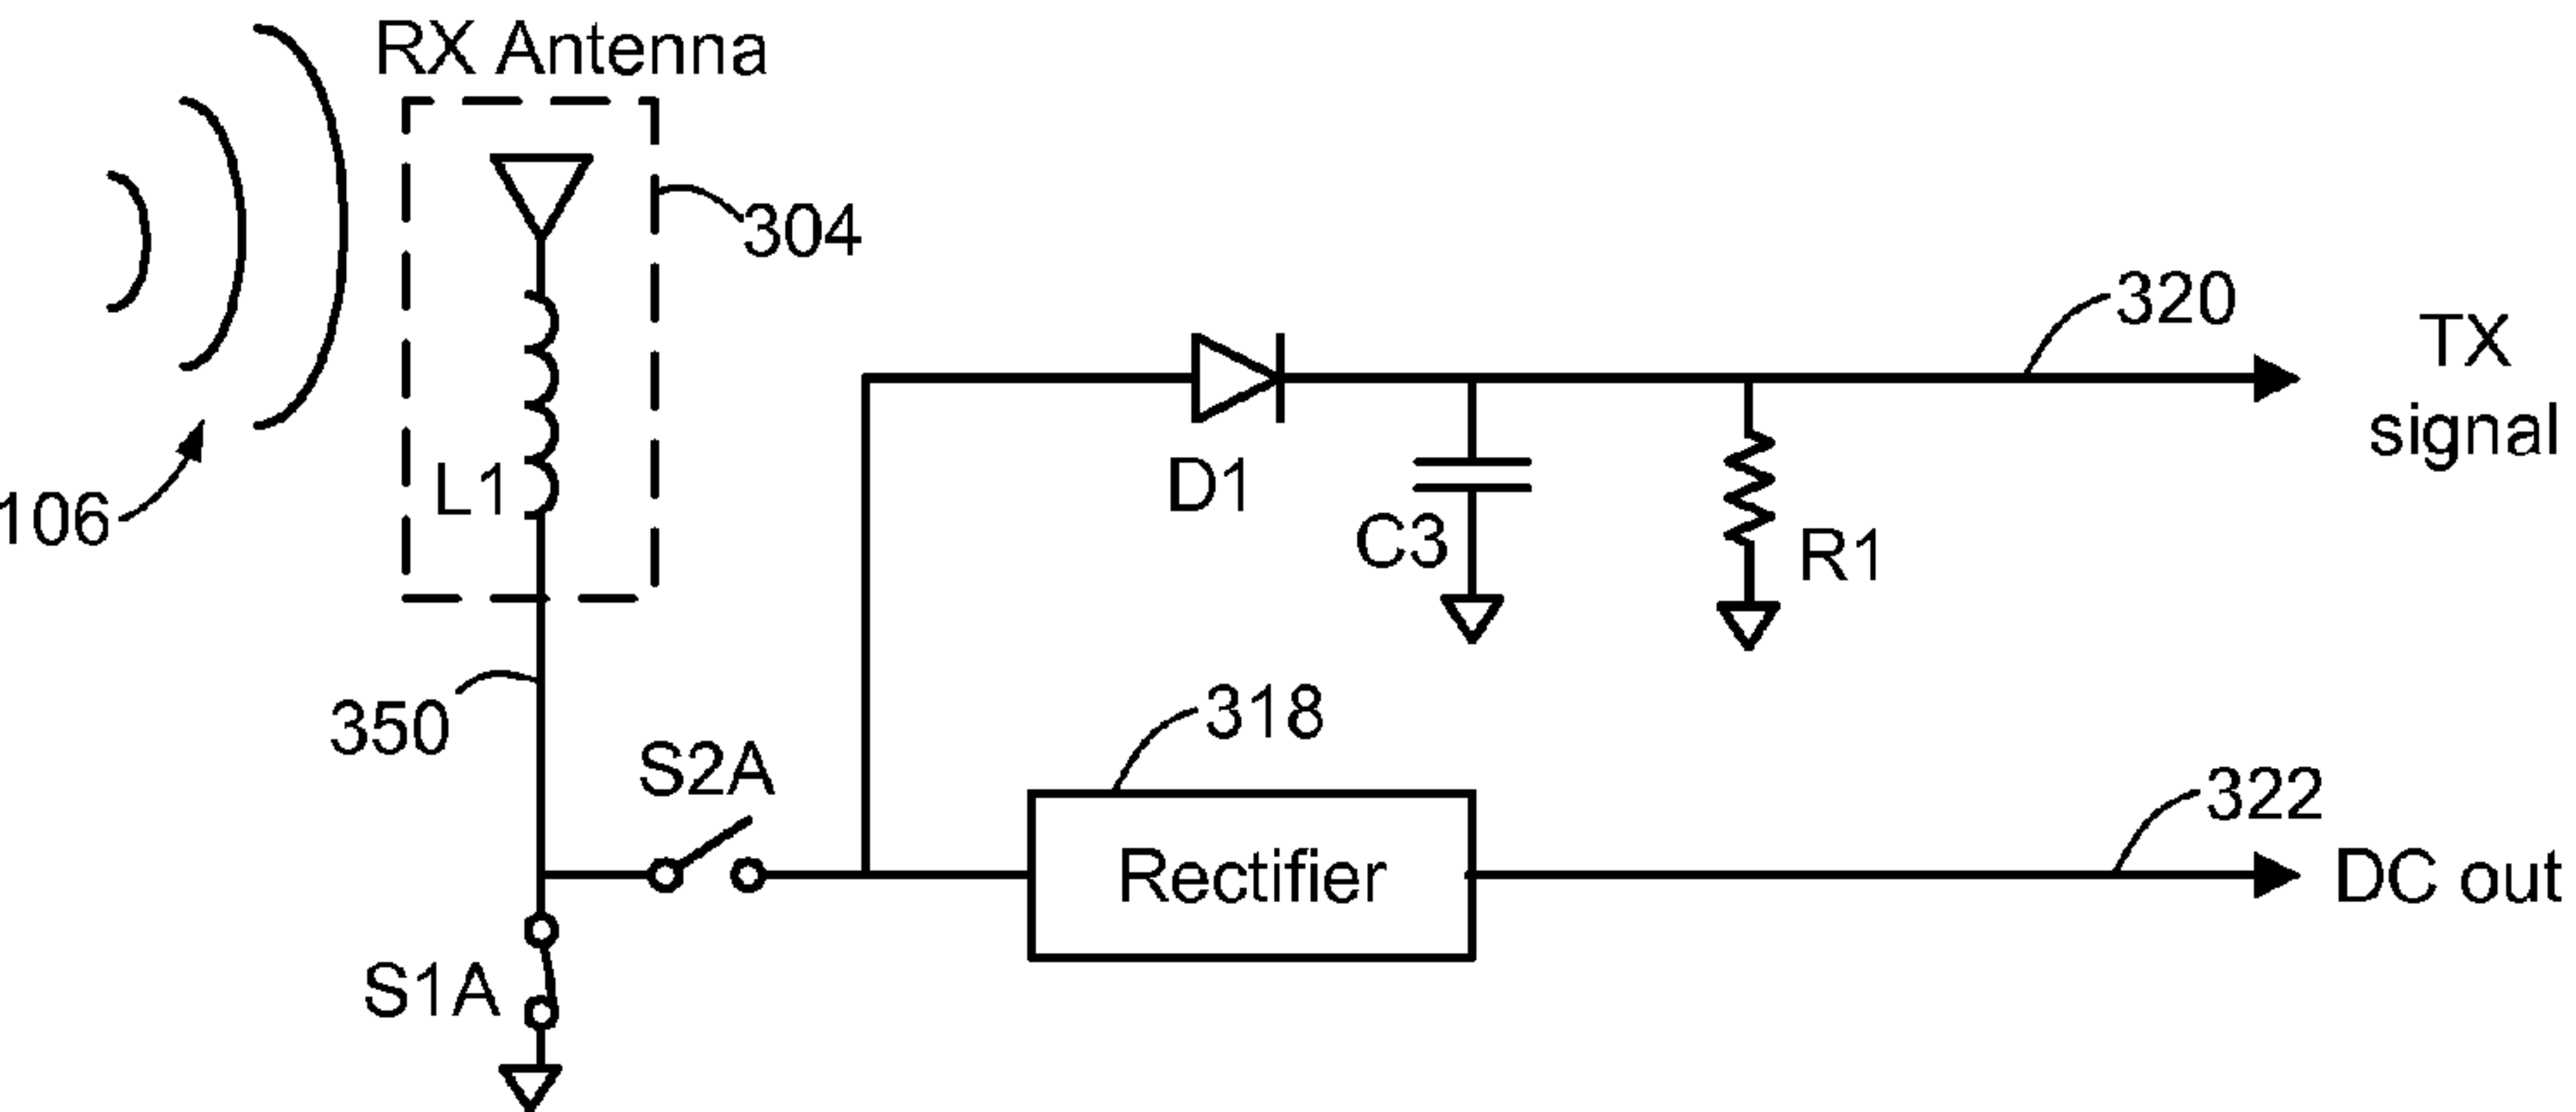 RX Antenna
304
320
TX
signal
L1
D1
106
C3
R1
318
350
S2A
322
Rectifier
DC out
S1A